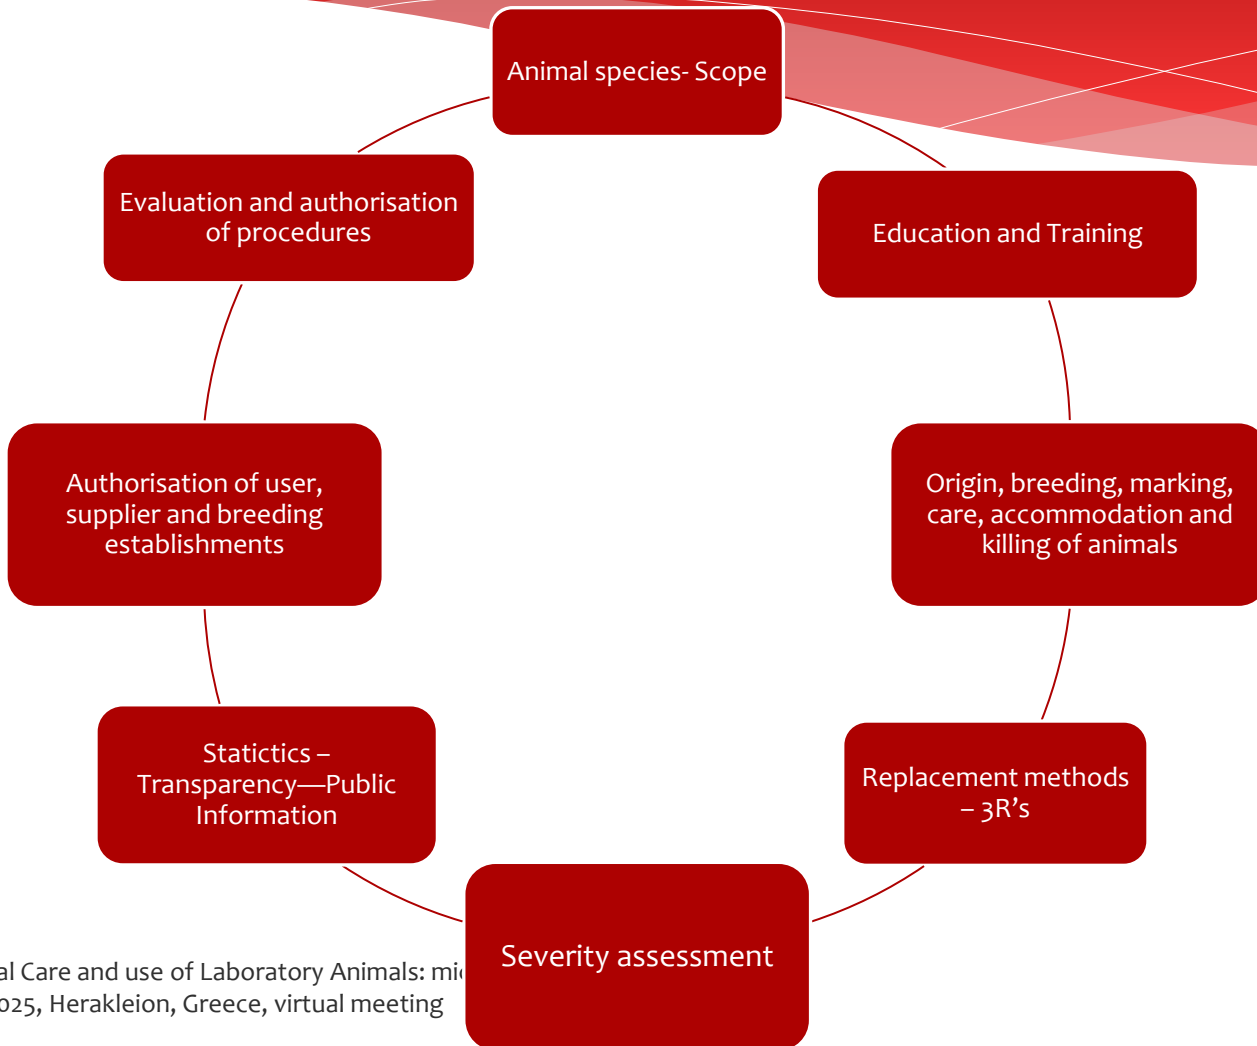 Animal species- Scope
Evaluation and authorisation
of procedures
Education and Training
Authorisation of user,
supplier and breeding
establishments
Origin, breeding, marking,
care, accommodation and
killing of animals
Statictics –
Transparency—Public
Information
Replacement methods
– 3R's
Severity assessment
Care and use of Laboratory Animals:
Herakleion, Greece, virtual meeting